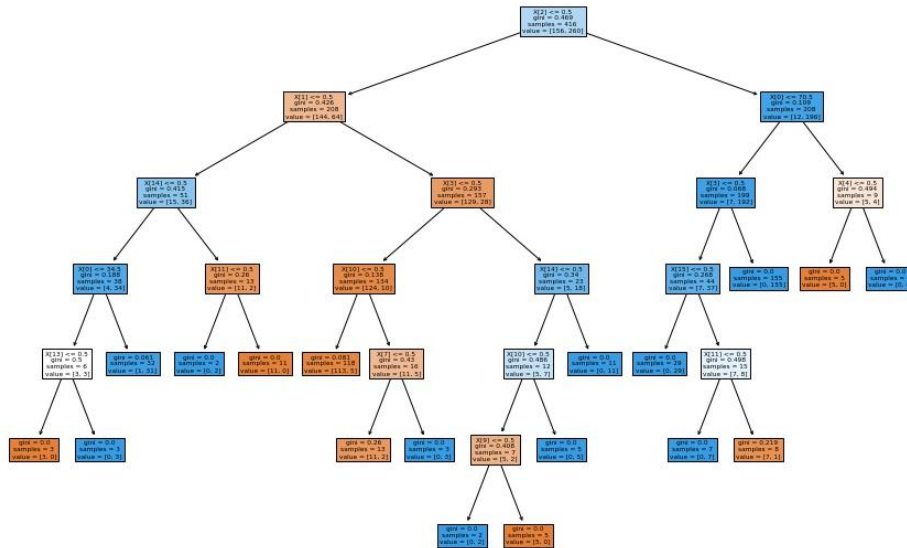 X[2] <= 0.5
gini = 0.469
samples = 416
value = [156, 260]
X[1] <= 0.5
gini = 0.426
samples = 208
value = [144, 64]
X[0] <= 70.5
gini = 0.109
samples = 208
value = [12, 196]
X[14] <= 0.5
gini = 0.415
samples = 51
value = [15, 36]
X[3] <= 0.5
gini = 0.293
samples = 157
value = [129, 28]
X[3] <= 0.5
gini = 0.068
samples = 199
value = [7, 192]
X[4] <= 0.5
gini = 0.494
samples = 9
value = [5, 4]
X[0] <= 34.5
gini = 0.188
samples = 38
value = [4, 34]
X[11] <= 0.5
gini = 0.26
samples = 13
value = [11, 2]
X[10] <= 0.5
gini = 0.138
samples = 134
value = [124, 10]
X[14] <= 0.5
gini = 0.34
samples = 23
value = [5, 18]
X[15] <= 0.5
gini = 0.268
samples = 44
value = [7, 37]
gini = 0.0
samples = 155
value = [0, 155]
gini = 0.0
samples = 5
value = [5, 0]
gini = 0.0
samples =
value = [0,
X[13] <= 0.5
gini = 0.5
samples = 6
value = [3, 3]
gini = 0.061
samples = 32
value = [1, 31]
gini = 0.0
samples = 2
value = [0, 2]
gini = 0.0
samples = 11
value = [11, 0]
gini = 0.081
samples = 118
value = [113, 5]
X[7] <= 0.5
gini = 0.43
samples = 16
value = [11, 5]
X[10] <= 0.5
gini = 0.486
samples = 12
value = [5, 7]
gini = 0.0
samples = 11
value = [0, 11]
gini = 0.0
samples = 29
value = [0, 29]
X[11] <= 0.5
gini = 0.498
samples = 15
value = [7, 8]
gini = 0.0
samples = 3
value = [3, 0]
gini = 0.0
samples = 3
value = [0, 3]
gini = 0.26
samples = 13
value = [11, 2]
gini = 0.0
samples = 3
value = [0, 3]
X[9] <= 0.5
gini = 0.408
samples = 7
value = [5, 2]
gini = 0.0
samples = 5
value = [0, 5]
gini = 0.0
samples = 7
value = [0, 7]
gini = 0.219
samples = 8
value = [7, 1]
gini = 0.0
samples = 2
value = [0, 2]
gini = 0.0
samples = 5
value = [5, 0]